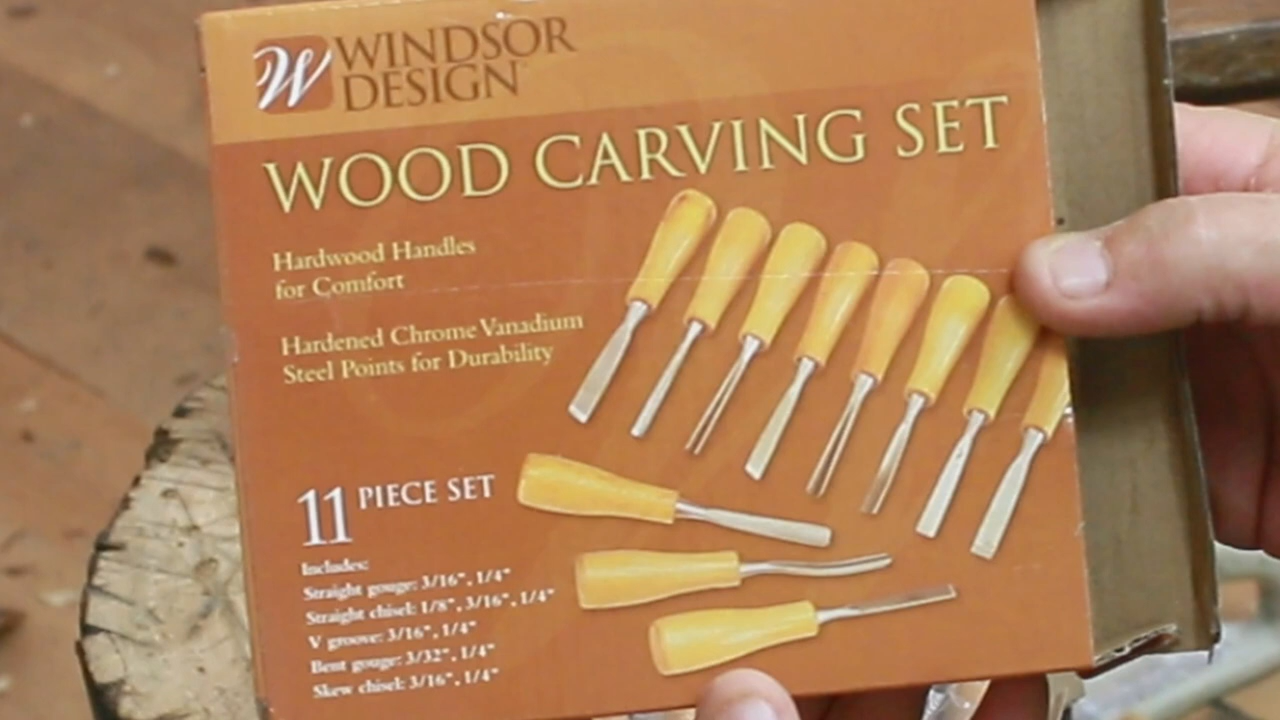 W WINDSOR
DESIGN
WOOD CARVING SET
Hardwood Handles
for Comfort
Hardened Chrome Vanadium
Steel Points for Durability
11 PIECE SET
Includes:
Straight gouge: 3/16", 1/4"
Straight chisel: 1/8", 3/16", 1/4"
V groove: 3/16", 1/4"
Bent gouge: 3/32", 1/4"
Skew chisel: 3/16", 1/4"